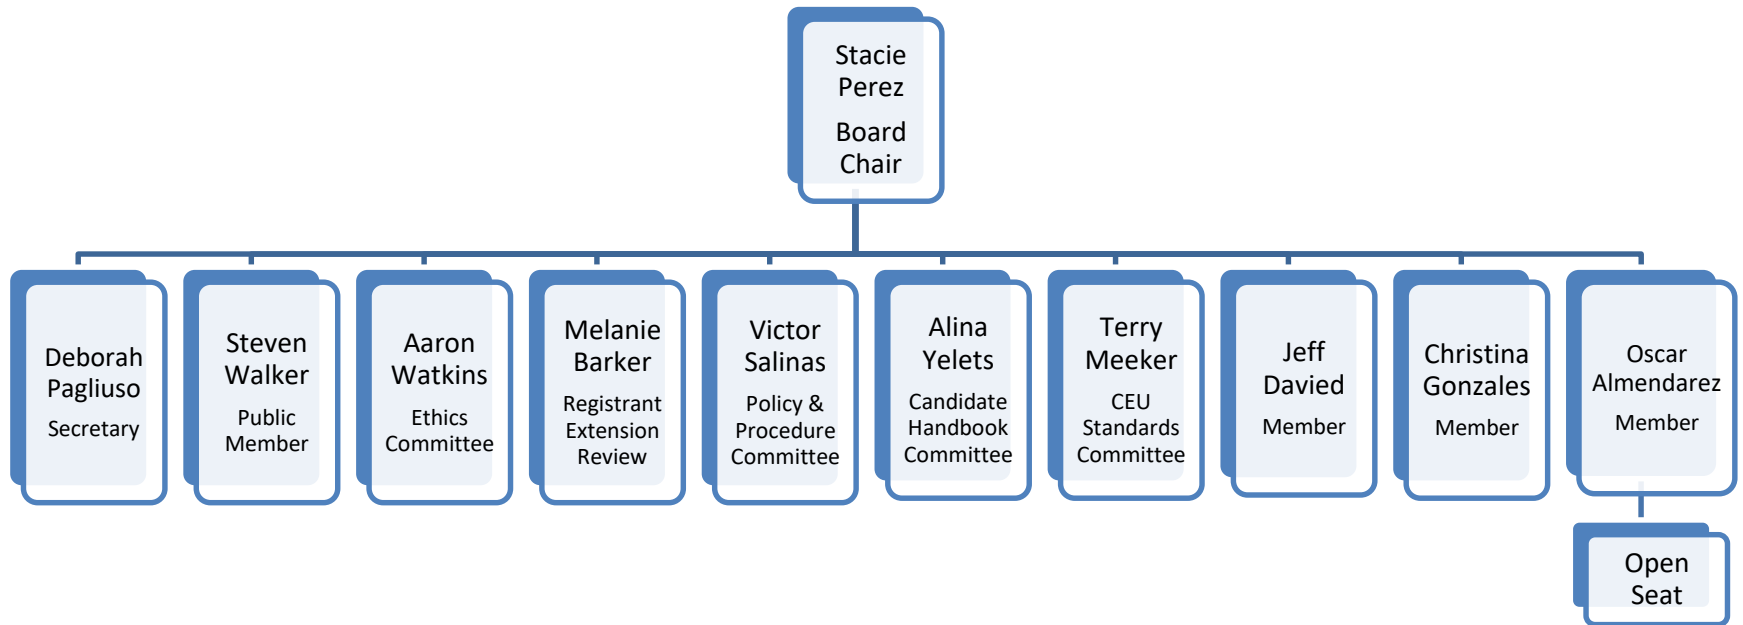 Stacie
Perez
Board
Chair
Deborah
Pagliuso
Secretary
Steven
Walker
Public
Member
Aaron
Watkins
Ethics
Committee
Melanie
Barker
Registrant
Extension
Review
Victor
Salinas
Policy &
Procedure
Committee
Alina
Yelets
Candidate
Handbook
Committee
Terry
Meeker
CEU
Standards
Committee
Jeff
Davied
Member
Christina
Gonzales
Member
Oscar
Almendarez
Member
Open
Seat